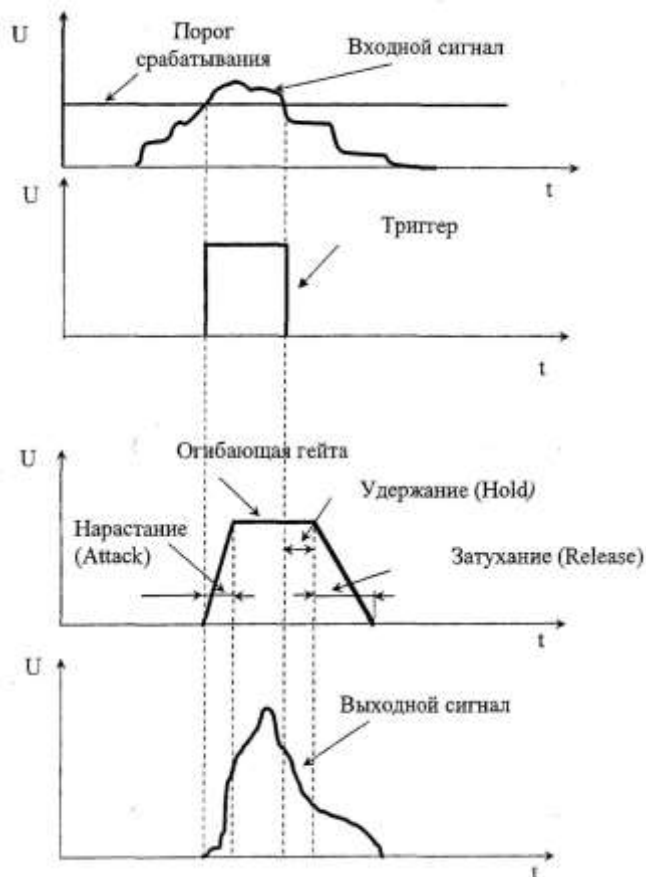 U
Порог
срабатывания
Входной сигнал
t
U
Триггер
t
Огибающая гейта
U
Удержание (Hold)
Нарастание
(Attack)
Затухание (Release)
t
U
Выходной сигнал
t